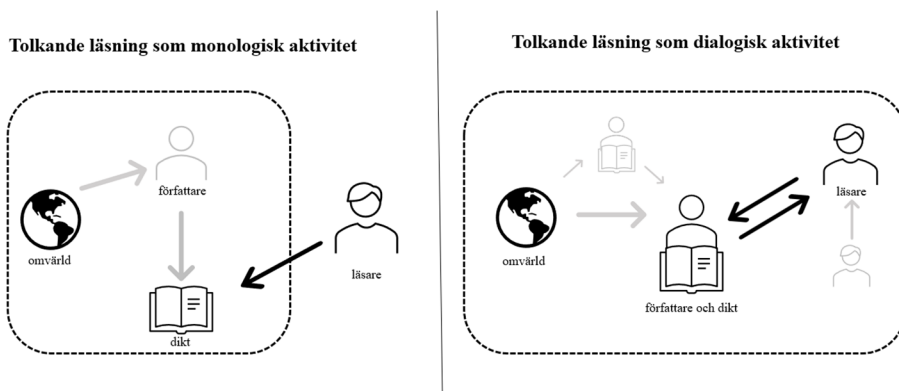 Tolkande läsning som monologisk aktivitet
författare
omvärld
läsare
dikt
Tolkande läsning som dialogisk aktivitet
läsare
omvärld
författare och dikt